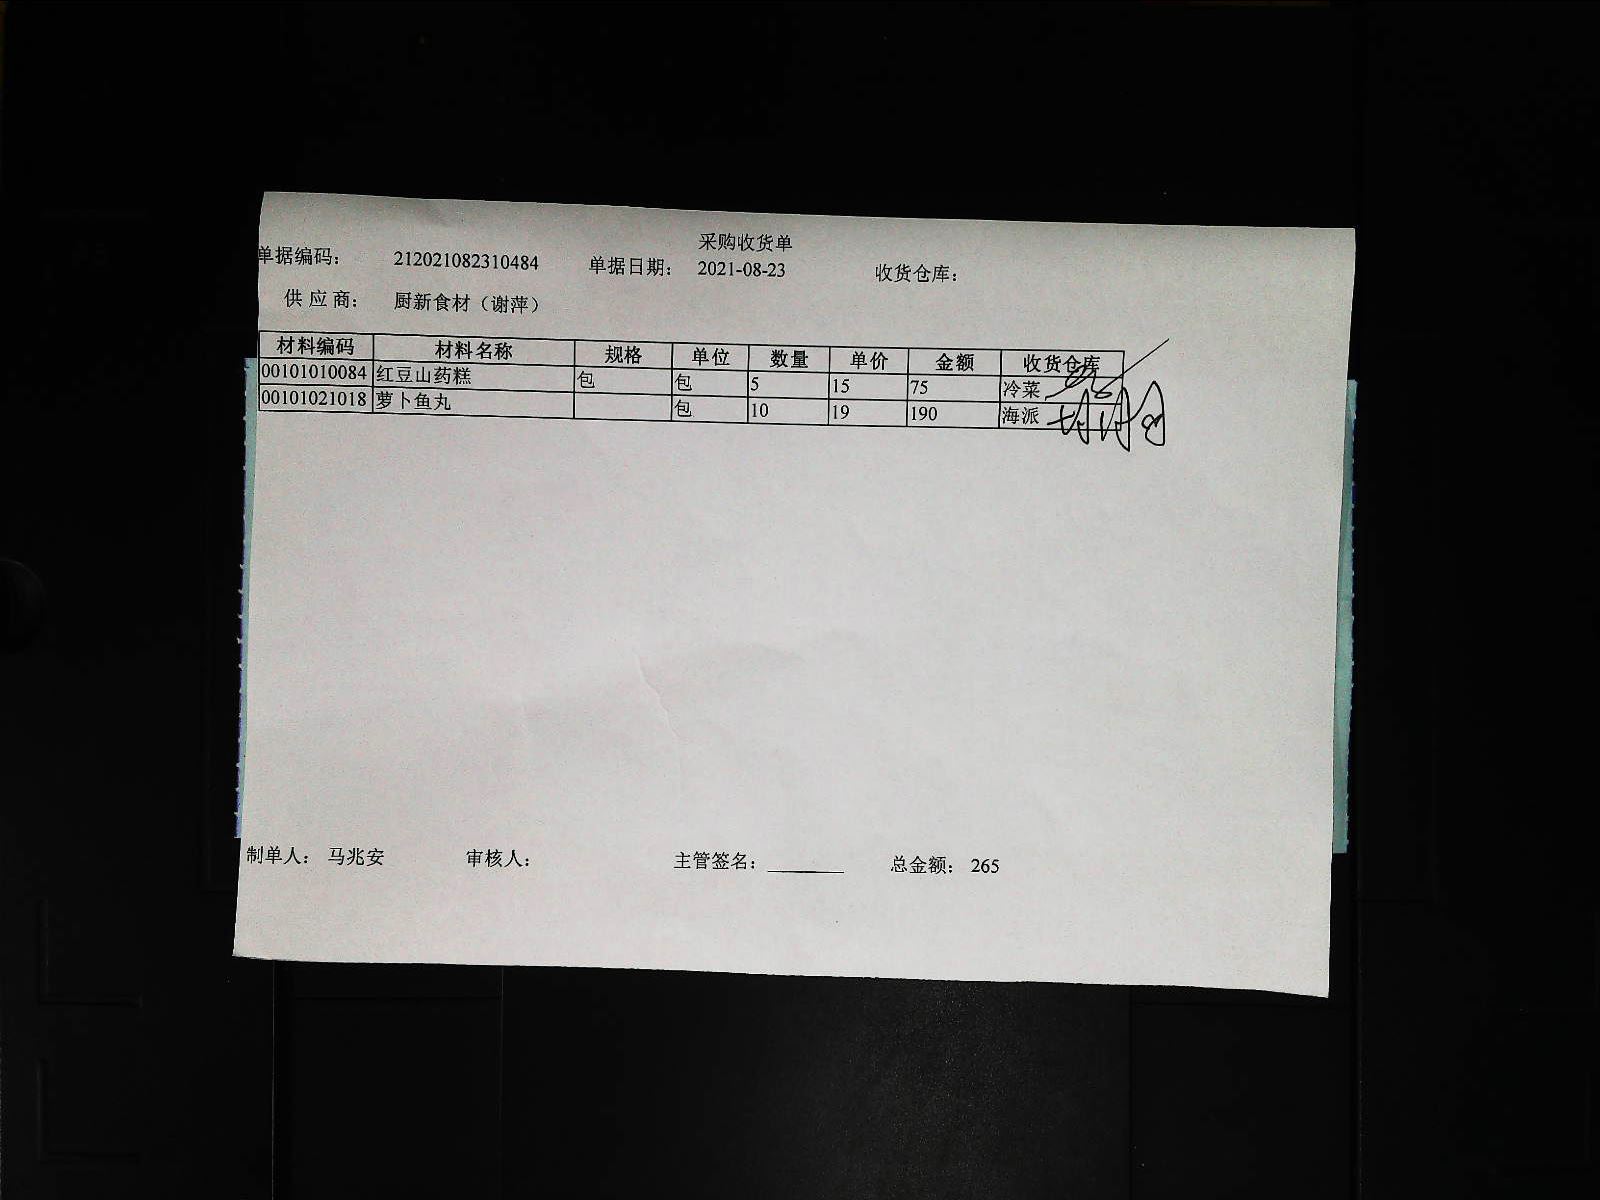 采购收货单
单据编码： 212021082310484 单据日期： 2021-08-23 收货仓库：
供应商： 厨新食材（谢萍）
材料编码 材料名称 规格 单位 数量 单价 金额 收货仓库
00101010084 红豆山药糕 包 包 5 15 75 冷菜
00101021018 萝卜鱼丸 包 10 19 190 海派
制单人： 马兆安 审核人： 主管签名： 总金额： 265